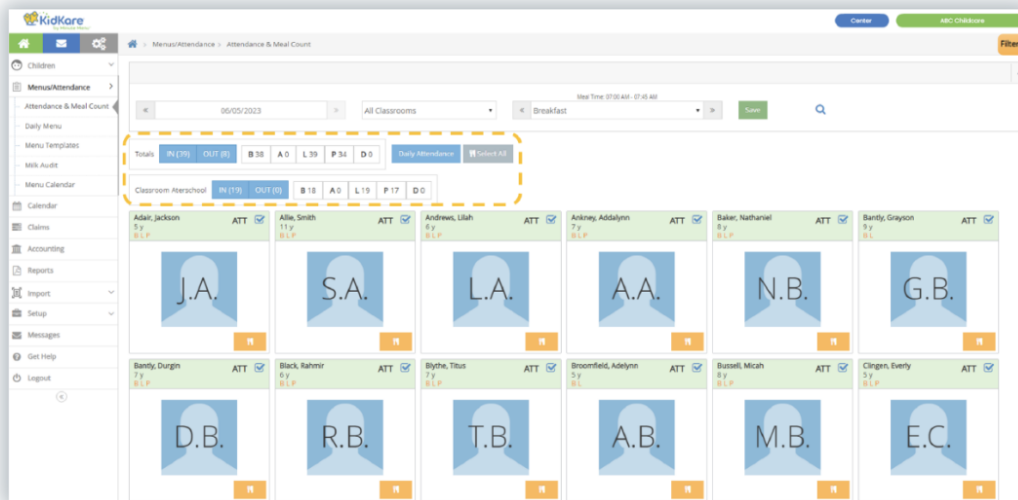 KidKare
Center
ABC Childcare
Menus/Attendance > Attendance & Meal Count
Filter
Children
Menus/Attendance
Attendance & Meal Count
Daily Menu
Menu Templates
Milk Audit
Menu Calendar
Calendar
Claims
Accounting
Reports
Import
Setup
Messages
Get Help
Logout
Meal Time: 07:00 AM - 07:45 AM
« 06/05/2023 »
All Classrooms
« Breakfast »
Save
Totals IN (39) OUT (8) B 38 A 0 L 39 P 34 D 0 Daily Attendance Select All
Classroom Aterschool IN (19) OUT (0) B 18 A 0 L 19 P 17 D 0
Adair, Jackson ATT
5 y
B L P
J.A.
Allie, Smith ATT
11 y
B L P
S.A.
Andrews, Lilah ATT
6 y
B L P
L.A.
Ankney, Addalynn ATT
7 y
B L P
A.A.
Baker, Nathaniel ATT
8 y
B L P
N.B.
Bantly, Grayson ATT
9 y
B L
G.B.
Bantly, Durgin ATT
7 y
B L P
D.B.
Black, Rahmir ATT
6 y
B L P
R.B.
Blythe, Titus ATT
7 y
B L P
T.B.
Broomfield, Adelynn ATT
5 y
B L
A.B.
Bussell, Micah ATT
8 y
B L P
M.B.
Clingen, Everly ATT
5 y
B L P
E.C.